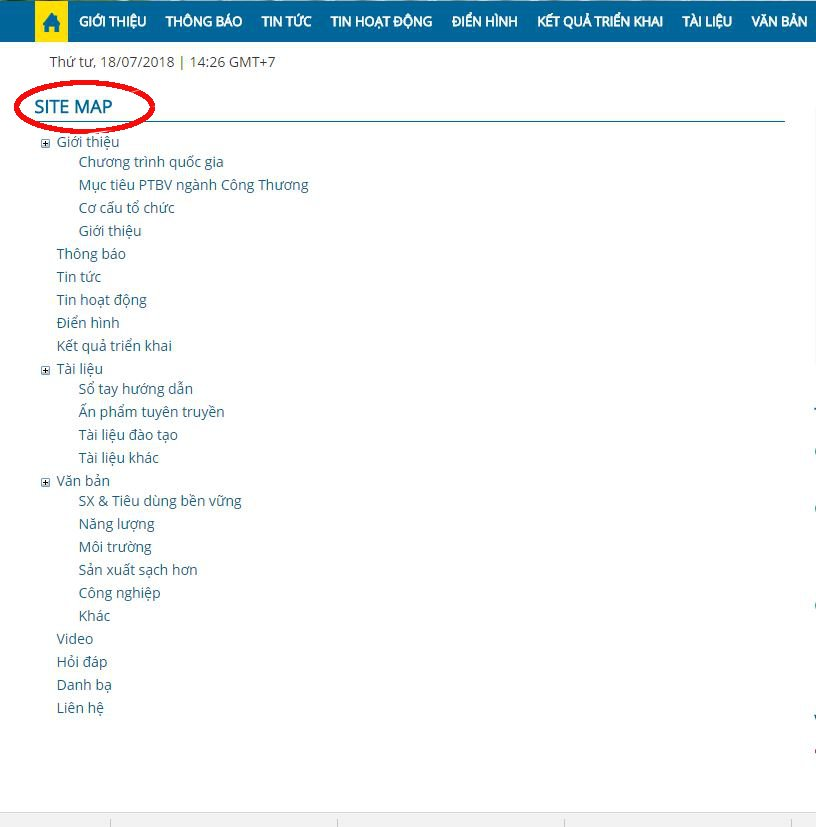 GIỚI THIỆU THÔNG BÁO TIN TỨC TIN HOẠT ĐỘNG ĐIỂN HÌNH KẾT QUẢ TRIỂN KHAI TÀI LIỆU VĂN BẢN
Thứ tư, 18/07/2018 | 14:26 GMT+7
SITE MAP
Giới thiệu
Chương trình quốc gia
Mục tiêu PTBV ngành Công Thương
Cơ cấu tổ chức
Giới thiệu
Thông báo
Tin tức
Tin hoạt động
Điển hình
Kết quả triển khai
Tài liệu
Sổ tay hướng dẫn
Ấn phẩm tuyên truyền
Tài liệu đào tạo
Tài liệu khác
Văn bản
SX & Tiêu dùng bền vững
Năng lượng
Môi trường
Sản xuất sạch hơn
Công nghiệp
Khác
Video
Hỏi đáp
Danh bạ
Liên hệ